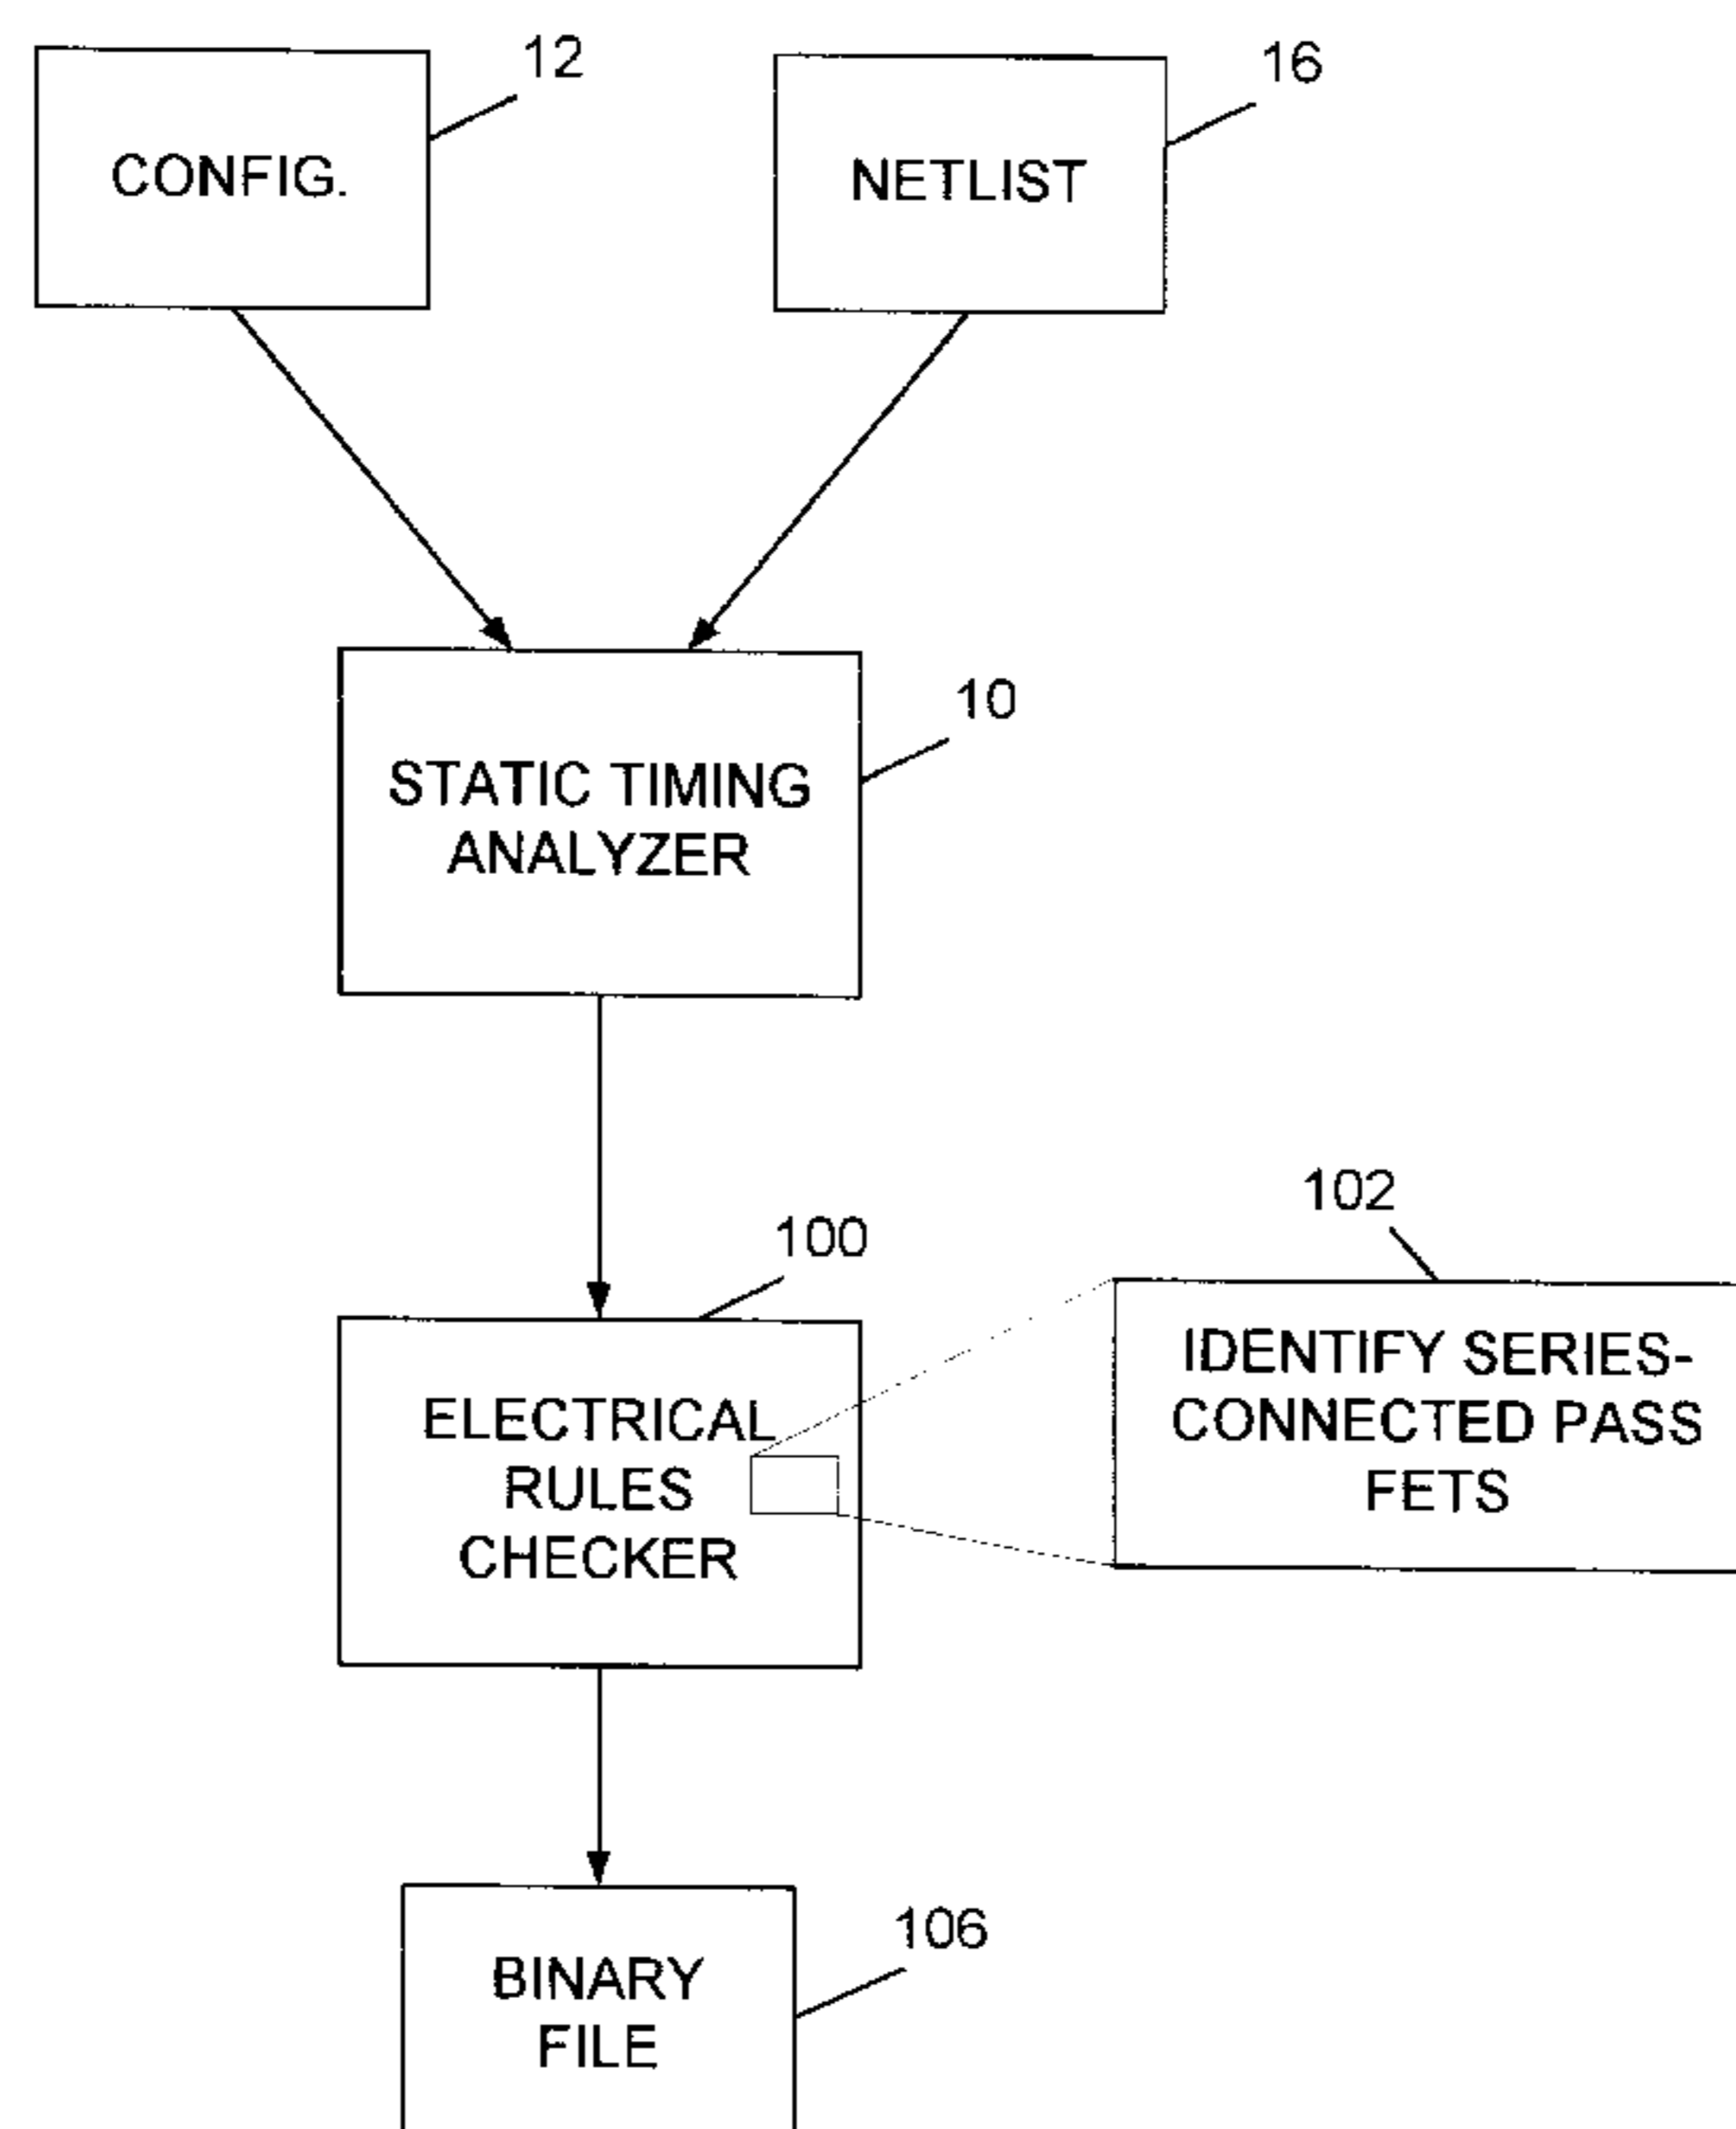 12
16
CONFIG.
NETLIST
10
STATIC TIMING
ANALYZER
102
100
IDENTIFY SERIES-
CONNECTED PASS
FETS
ELECTRICAL
RULES
CHECKER
106
BINARY
FILE